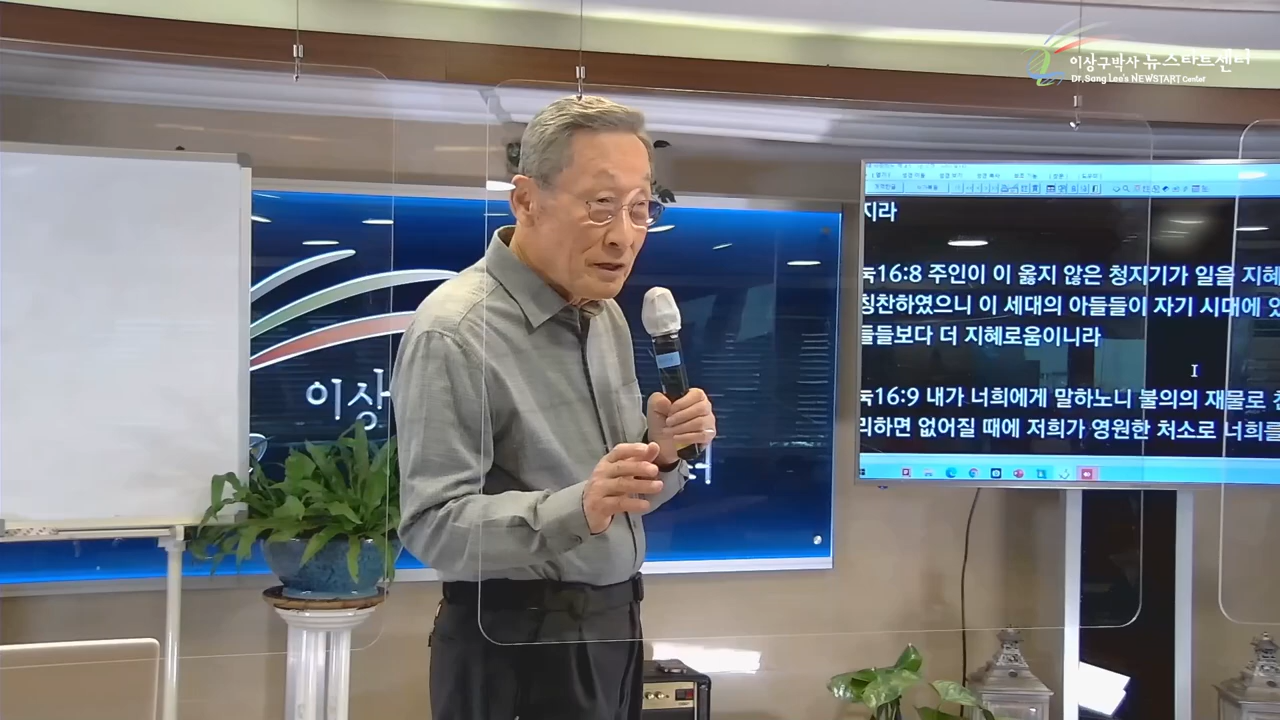 이상구박사 뉴스타트센터
Dr. Sang Lee's NEWSTART Center
지라
눅16:8 주인이 이 옳지 않은 청지기가 일을 지혜
칭찬하였으니 이 세대의 아들들이 자기 시대에 있
들들보다 더 지혜로움이니라
눅16:9 내가 너희에게 말하노니 불의의 재물로 친
리하면 없어질 때에 저희가 영원한 처소로 너희를
이상